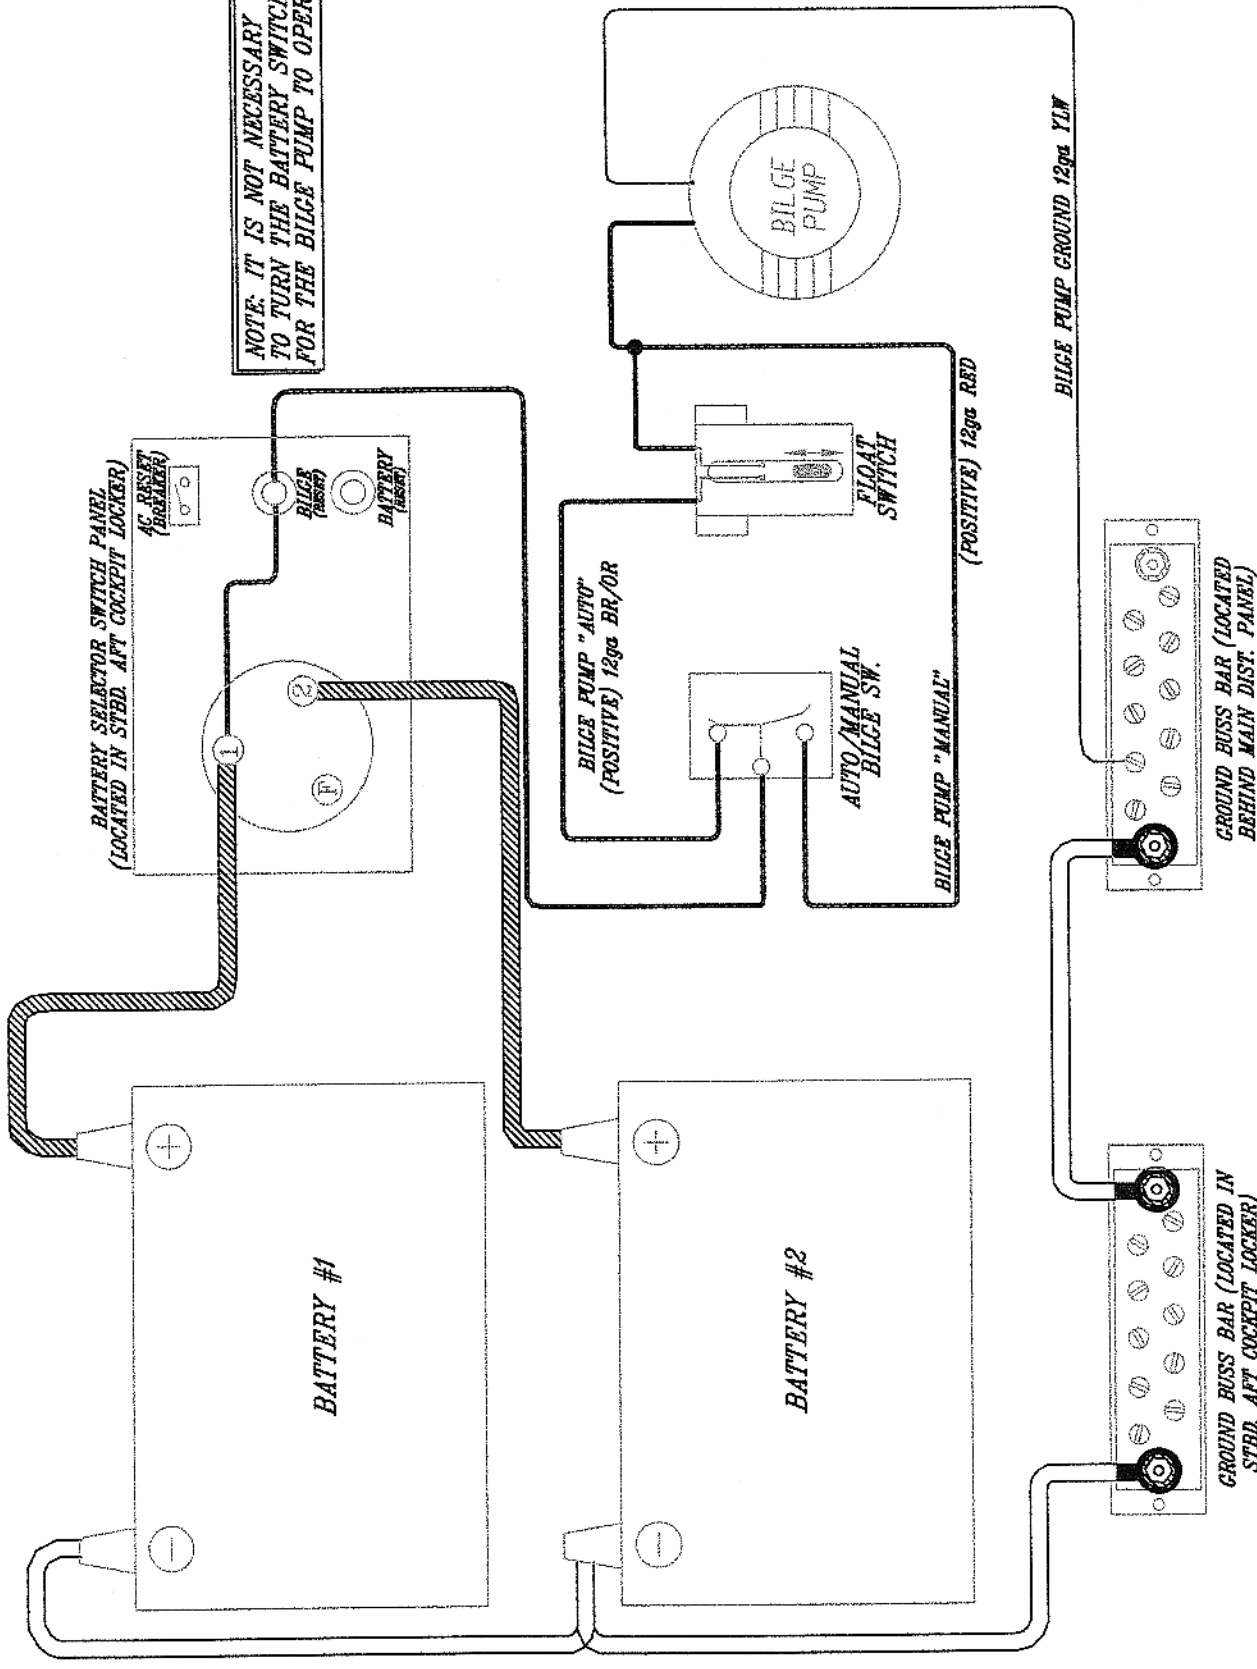 NOTE: IT IS NOT NECESSARY
TO TURN THE BATTERY SWITCH
FOR THE BILGE PUMP TO
BATTERY SELECTOR SWITCH PANEL
(LOCATED IN STBD. AFT COCKPIT LOCKER)
AC RESET
(BREAKER)
BILGE
(RESET)
BATTERY
(RESET)
1
2
F
BATTERY #1
+
−
BATTERY #2
+
−
BILGE PUMP "AUTO"
(POSITIVE) 12ga BR/OR
AUTO/MANUAL
BILGE SW.
FLOAT
SWITCH
BILGE
PUMP
BILGE PUMP "MANUAL"
(POSITIVE) 12ga RED
BILGE PUMP GROUND 12ga YLW
GROUND BUSS BAR (LOCATED IN
STBD. AFT COCKPIT LOCKER)
GROUND BUSS BAR (LOCATED
BEHIND MAIN DIST. PANEL)